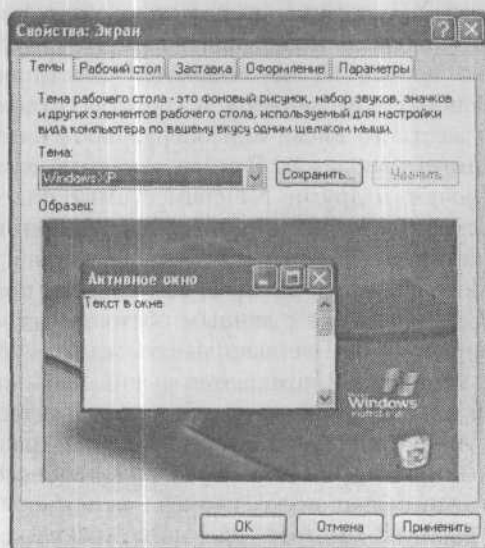 Свойства: Экран
Темы Рабочий стол Заставка Оформление Параметры
Тема рабочего стола - это фоновый рисунок, набор звуков, значков
и других элементов рабочего стола, используемый для настройки
вида компьютера по вашему вкусу одним щелчком мыши.
Тема:
Windows XP Сохранить... Удалить
Образец:
Активное окно
Текст в окне
Windows
OK Отмена Применить